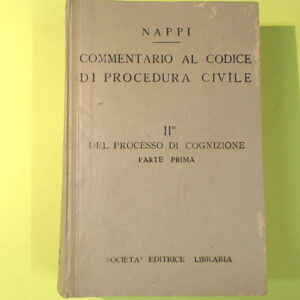 NAPPI
COMMENTARIO AL CODICE
DI PROCEDURA CIVILE
II°
DEL PROCESSO DI COGNIZIONE
PARTE PRIMA
SOCIETA' EDITRICE LIBRARIA